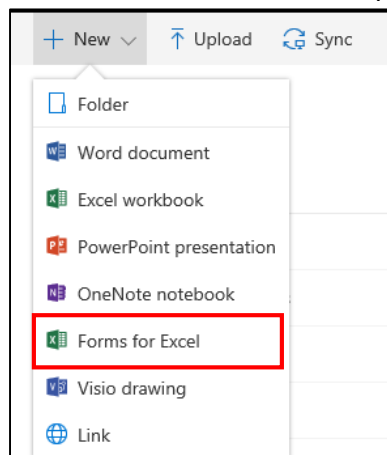 New Upload Sync
Folder
Word document
Excel workbook
PowerPoint presentation
OneNote notebook
Forms for Excel
Visio drawing
Link